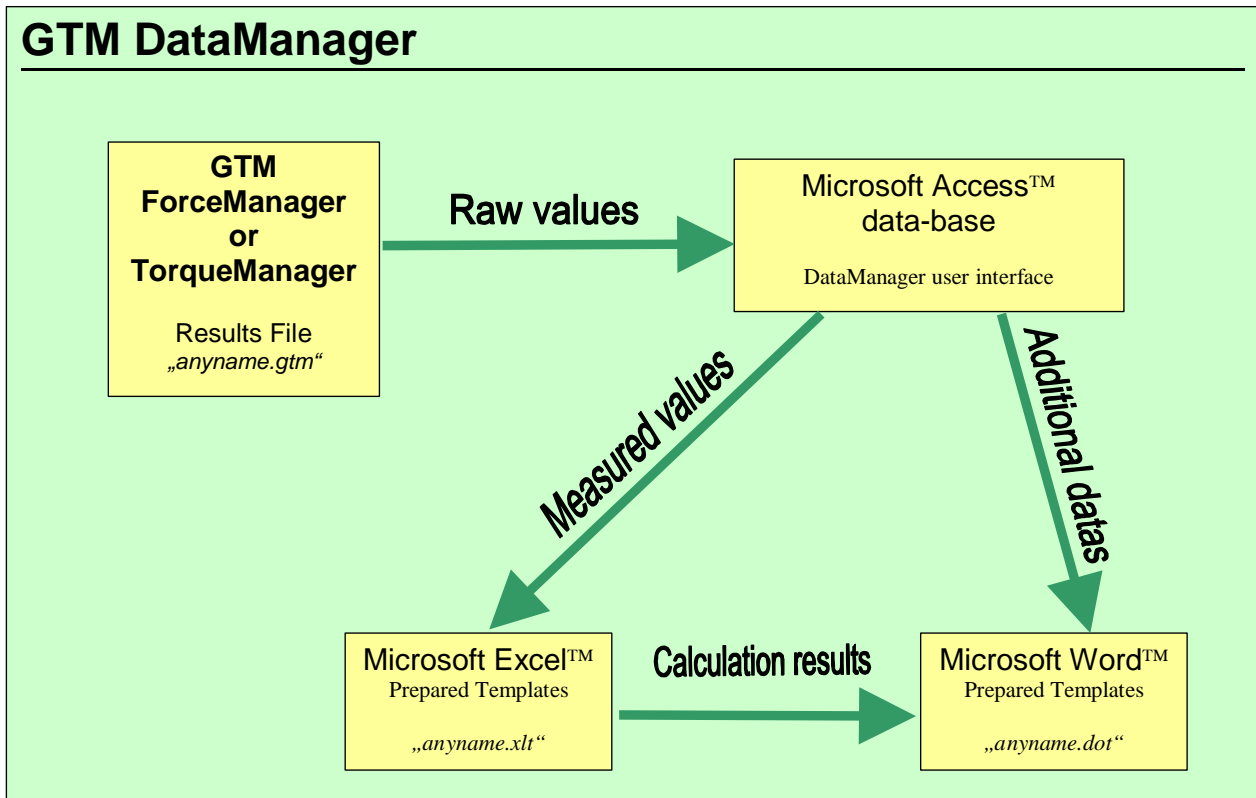 GTM DataManager
GTM
ForceManager
or
TorqueManager
Results File
„anyname.gtm“
Raw values
Microsoft Access™
data-base
DataManager user interface
Measured values
Additional datas
Microsoft Excel™
Prepared Templates
„anyname.xlt“
Calculation results
Microsoft Word™
Prepared Templates
„anyname.dot“